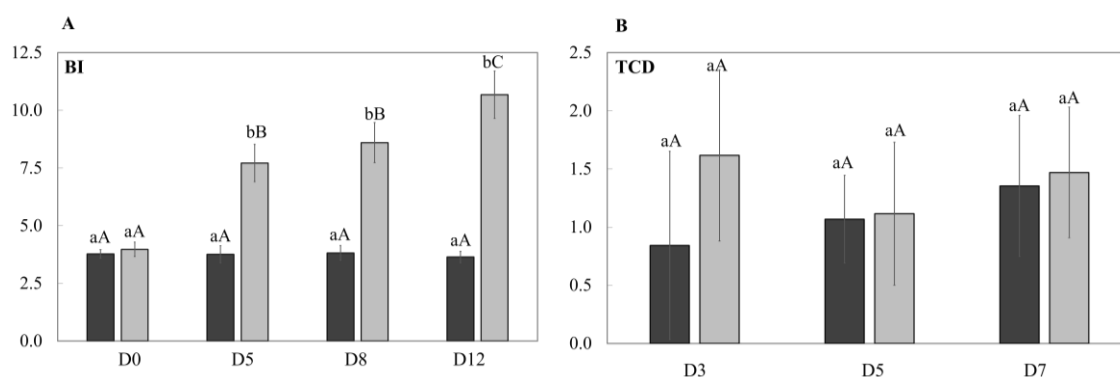 A
BI
12.5
10.0
7.5
5.0
2.5
0.0
aA aA
aA bB
aA bB
aA bC
D0 D5 D8 D12
B
TCD
2.5
2.0
1.5
1.0
0.5
0.0
aA aA
aA aA
aA aA
D3 D5 D7